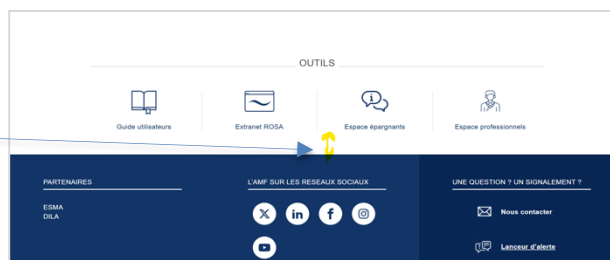 OUTILS
Guide utilisateurs
Extranet ROSA
Espace épargnants
Espace professionnels
PARTENAIRES
L'AMF SUR LES RESEAUX SOCIAUX
UNE QUESTION ? UN SIGNALEMENT ?
ESMA
DILA
Nous contacter
Lanceur d'alerte